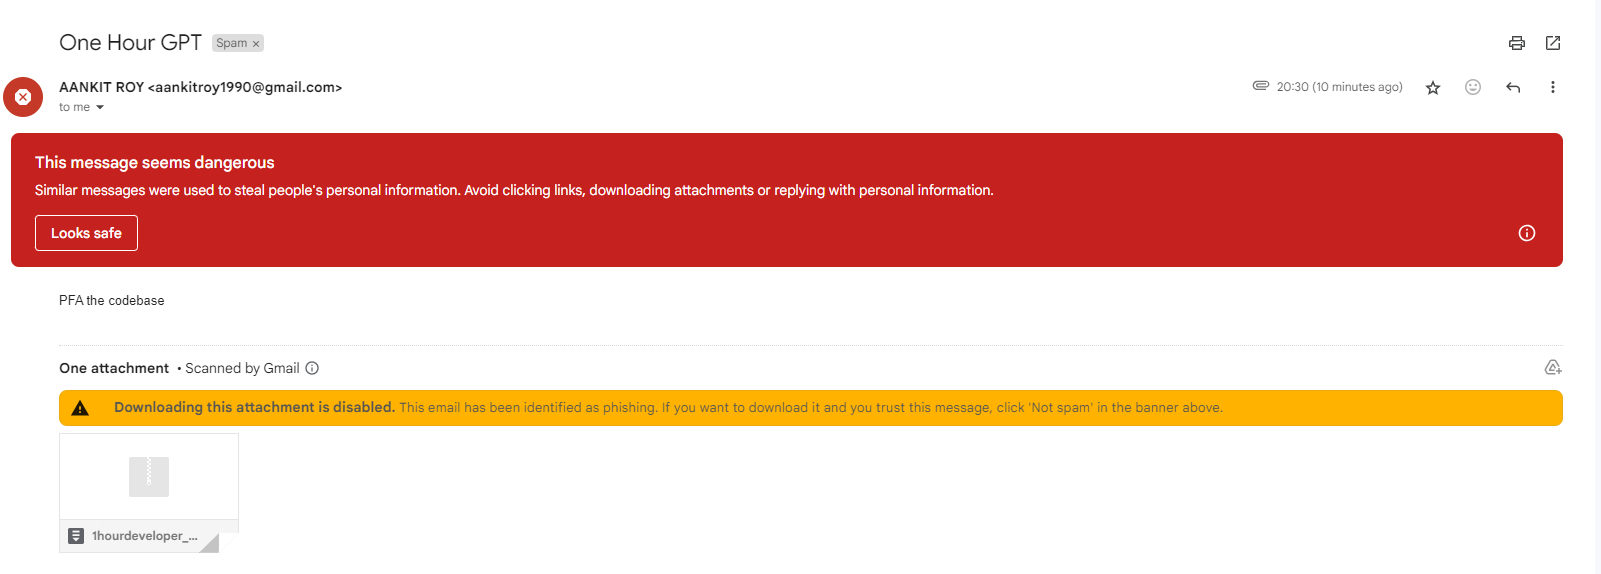 One Hour GPT Spam ×
AANKIT ROY <aankitroy1990@gmail.com> 20:30 (10 minutes ago)
to me
This message seems dangerous
Similar messages were used to steal people's personal information. Avoid clicking links, downloading attachments or replying with personal information.
Looks safe
PFA the codebase
One attachment • Scanned by Gmail
Downloading this attachment is disabled. This email has been identified as phishing. If you want to download it and you trust this message, click 'Not spam' in the banner above.
1hourdeveloper_...